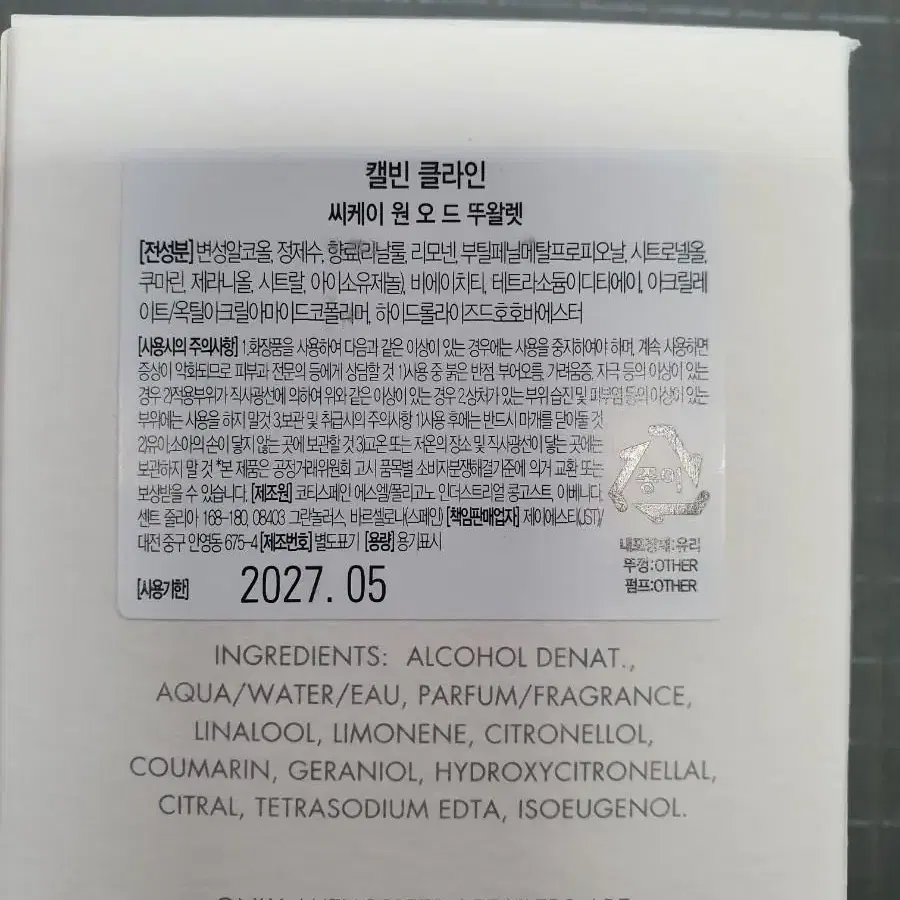 캘빈 클라인
씨케이 원 오 드 뚜왈렛
[전성분] 변성알코올, 정제수, 향료(리날룰, 리모넨, 부틸페닐메탈프로피오날, 시트로넬올,
쿠마린, 제라니올, 시트랄, 아이소유제놀), 비에이치티, 테트라소듐이디티에이, 아크릴레
이트/옥틸아크릴아마이드코폴리머, 하이드롤라이즈드호호바에스터
[사용시의 주의사항] 1.화장품을 사용하여 다음과 같은 이상이 있는 경우에는 사용을 중지하여야 하며, 계속 사용하면
증상이 악화되므로 피부과 전문의 등에게 상담할 것 1)사용 중 붉은 반점, 부어오름, 가려움증, 자극 등의 이상이 있는
경우 2)적용부위가 직사광선에 의하여 위와 같은 이상이 있는 경우 2.상처가 있는 부위, 습진 및 피부염 등의 이상이 있는
부위에는 사용을 하지 말것 3.보관 및 취급시의 주의사항 1)사용 후에는 반드시 마개를 닫아둘 것
2)유·소아의 손이 닿지 않는 곳에 보관할 것 3)고온 또는 저온의 장소 및 직사광선이 닿는 곳에는
보관하지 말 것 *본 제품은 공정거래위원회 고시 품목별 소비자분쟁해결기준에 의거 교환 또는
보상받을 수 있습니다. [제조원] 코티스페인 에스엘/폴리고노 인더스트리얼 콩고스트, 아베니다,
센트 줄리아 168-180, 08403 그란놀러스, 바르셀로나(스페인) [책임판매업자] 제이에스티(JST)/
대전 중구 안영동 675-4 [제조번호] 별도표기 [용량] 용기표시
[사용기한] 2027. 05
종이
내포장재:유리
뚜껑:OTHER
펌프:OTHER
INGREDIENTS: ALCOHOL DENAT.,
AQUA/WATER/EAU, PARFUM/FRAGRANCE,
LINALOOL, LIMONENE, CITRONELLOL,
COUMARIN, GERANIOL, HYDROXYCITRONELLAL,
CITRAL, TETRASODIUM EDTA, ISOEUGENOL.